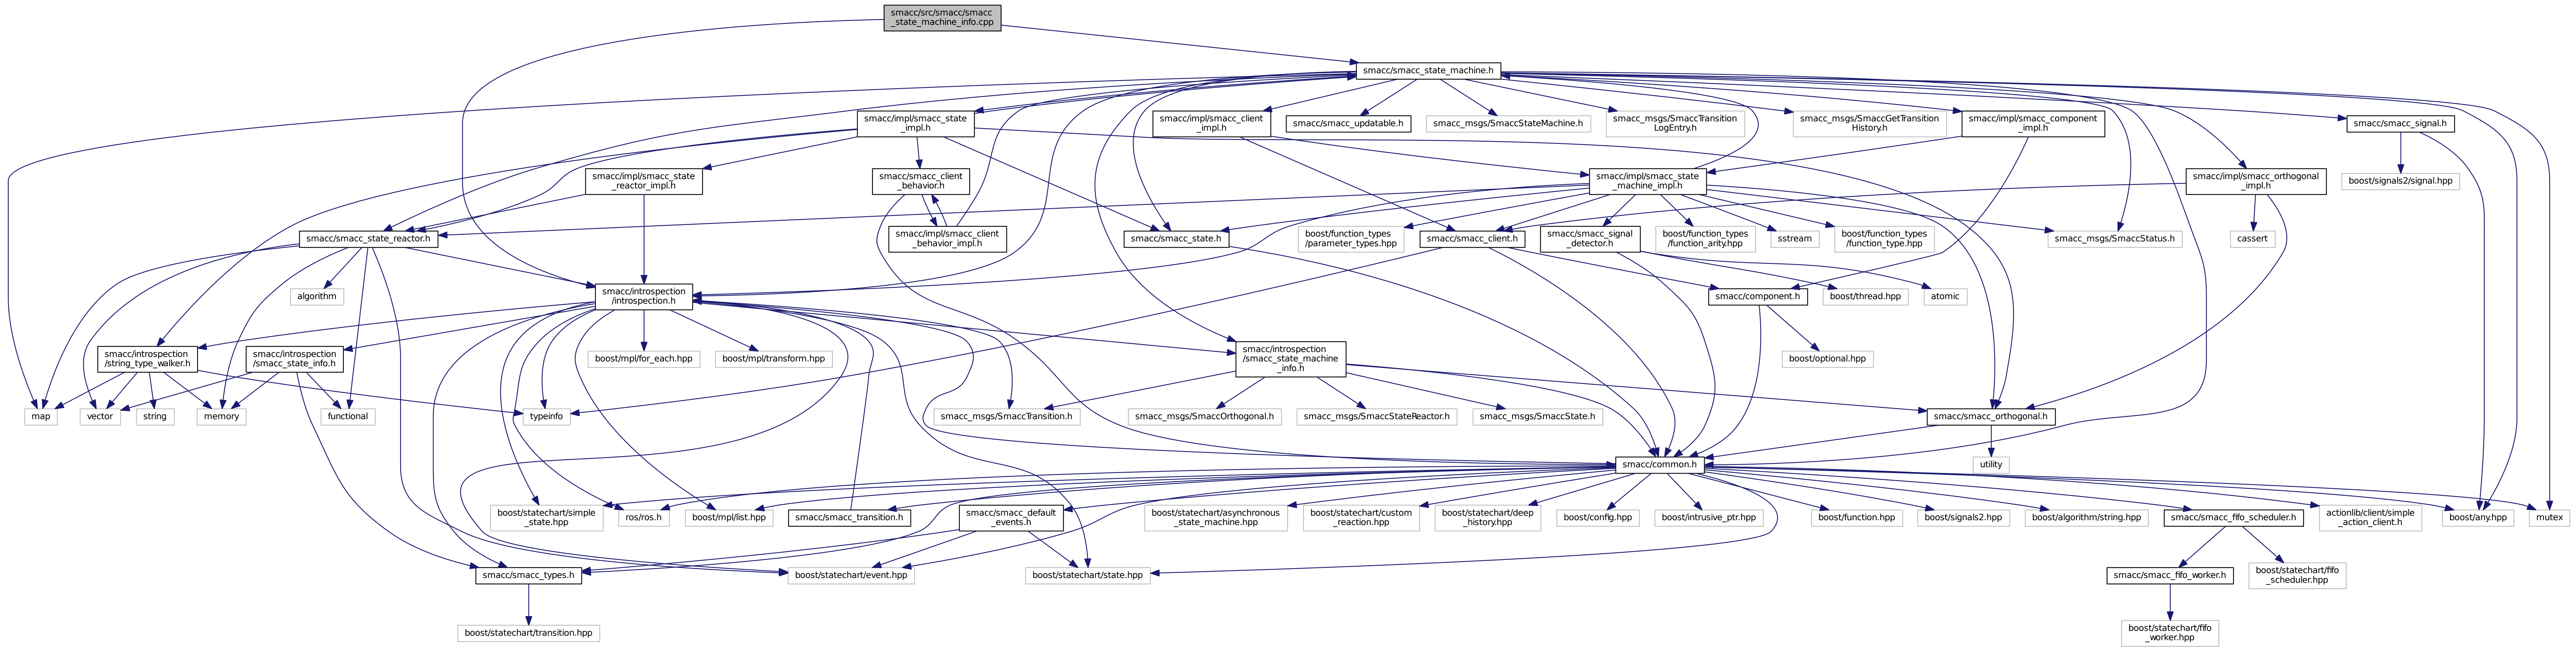 smacc/src/smacc/smacc
_state_machine_info.cpp
smacc/smacc_state_machine.h
smacc/impl/smacc_state
_impl.h
smacc/impl/smacc_client
_impl.h
smacc/smacc_updatable.h
smacc_msgs/SmaccStateMachine.h
smacc_msgs/SmaccTransition
LogEntry.h
smacc_msgs/SmaccGetTransition
History.h
smacc/impl/smacc_component
_impl.h
smacc/smacc_signal.h
smacc/impl/smacc_state
_reactor_impl.h
smacc/smacc_client
_behavior.h
smacc/impl/smacc_state
_machine_impl.h
smacc/impl/smacc_orthogonal
_impl.h
boost/signals2/signal.hpp
smacc/smacc_state_reactor.h
smacc/impl/smacc_client
_behavior_impl.h
smacc/smacc_state.h
boost/function_types
/parameter_types.hpp
smacc/smacc_client.h
smacc/smacc_signal
_detector.h
boost/function_types
/function_arity.hpp
sstream
boost/function_types
/function_type.hpp
smacc_msgs/SmaccStatus.h
cassert
algorithm
smacc/introspection
/introspection.h
smacc/component.h
boost/thread.hpp
atomic
smacc/introspection
/string_type_walker.h
smacc/introspection
/smacc_state_info.h
boost/mpl/for_each.hpp
boost/mpl/transform.hpp
smacc/introspection
/smacc_state_machine
_info.h
boost/optional.hpp
map
vector
string
memory
functional
typeinfo
smacc_msgs/SmaccTransition.h
smacc_msgs/SmaccOrthogonal.h
smacc_msgs/SmaccStateReactor.h
smacc_msgs/SmaccState.h
smacc/smacc_orthogonal.h
smacc/common.h
utility
boost/statechart/simple
_state.hpp
ros/ros.h
boost/mpl/list.hpp
smacc/smacc_transition.h
smacc/smacc_default
_events.h
boost/statechart/asynchronous
_state_machine.hpp
boost/statechart/custom
_reaction.hpp
boost/statechart/deep
_history.hpp
boost/config.hpp
boost/intrusive_ptr.hpp
boost/function.hpp
boost/signals2.hpp
boost/algorithm/string.hpp
smacc/smacc_fifo_scheduler.h
actionlib/client/simple
_action_client.h
boost/any.hpp
mutex
smacc/smacc_types.h
boost/statechart/event.hpp
boost/statechart/state.hpp
smacc/smacc_fifo_worker.h
boost/statechart/fifo
_scheduler.hpp
boost/statechart/transition.hpp
boost/statechart/fifo
_worker.hpp